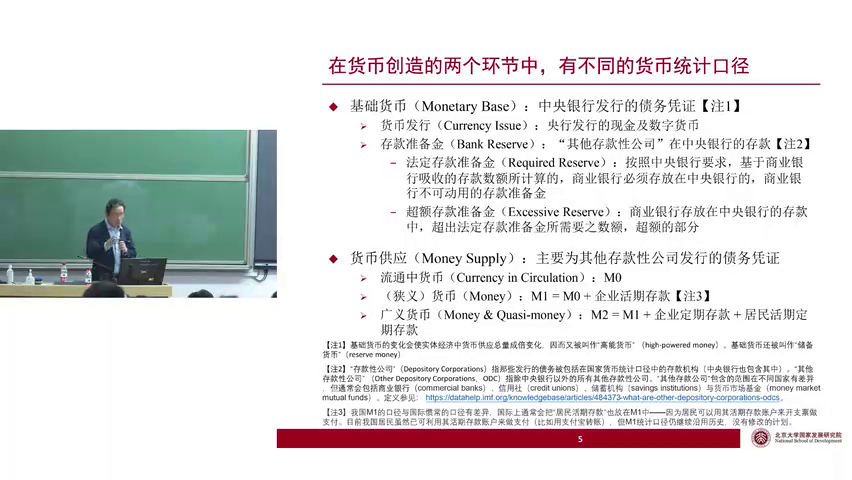 在货币创造的两个环节中，有不同的货币统计口径
◆ 基础货币（Monetary Base）：中央银行发行的债务凭证【注1】
➢ 货币发行（Currency Issue）：央行发行的现金及数字货币
➢ 存款准备金（Bank Reserve）：“其他存款性公司”在中央银行的存款【注2】
– 法定存款准备金（Required Reserve）：按照中央银行要求，基于商业银
行吸收的存款数额所计算的，商业银行必须存放在中央银行的，商业银
行不可动用的存款准备金
– 超额存款准备金（Excessive Reserve）：商业银行存放在中央银行的存款
中，超出法定存款准备金所需要之数额，超额的部分
◆ 货币供应（Money Supply）：主要为其他存款性公司发行的债务凭证
➢ 流通中货币（Currency in Circulation）：M0
➢ （狭义）货币（Money）：M1 = M0 + 企业活期存款【注3】
➢ 广义货币（Money & Quasi-money）：M2 = M1 + 企业定期存款 + 居民活期定
期存款
【注1】基础货币的变化会使实体经济中货币供应总量成倍变化，因而又被叫作“高能货币”（high-powered money）。基础货币还被叫作“储备
货币”（reserve money）
【注2】“存款性公司”（Depository Corporations）指那些发行的债务被包括在国家货币统计口径中的存款机构（中央银行也包含其中）。“其他
存款性公司”（Other Depository Corporations，ODC）指除中央银行以外的所有其他存款性公司。“其他存款公司”包含的范围在不同国家有差异
，但通常会包括商业银行（commercial banks）、信用社（credit unions）、储蓄机构（savings institutions）与货币市场基金（money market
mutual funds）。定义参见：https://datahelp.imf.org/knowledgebase/articles/484373-what-are-other-depository-corporations-odcs。
【注3】我国M1的口径与国际惯常的口径有差异，国际上通常会把“居民活期存款”也放在M1中——因为居民可以用其活期存款账户来开支票做
支付。目前我国居民虽然已可利用其活期存款账户来做支付（比如用支付宝转账），但M1统计口径仍继续沿用历史，没有修改的计划。
5
北京大学国家发展研究院
National School of Development